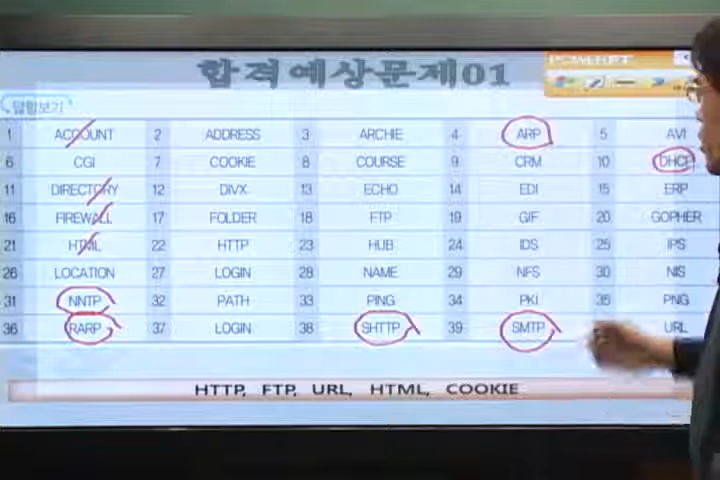 합격예상문제01
POWERPT
답항보기
1 ACCOUNT 2 ADDRESS 3 ARCHIE 4 ARP 5 AVI
6 CGI 7 COOKIE 8 COURSE 9 CRM 10 DHCP
11 DIRECTORY 12 DIVX 13 ECHO 14 EDI 15 ERP
16 FIREWALL 17 FOLDER 18 FTP 19 GIF 20 GOPHER
21 HTML 22 HTTP 23 HUB 24 IDS 25 IPS
26 LOCATION 27 LOGIN 28 NAME 29 NFS 30 NIS
31 NNTP 32 PATH 33 PING 34 PKI 35 PNG
36 RARP 37 LOGIN 38 SHTTP 39 SMTP URL
HTTP, FTP, URL, HTML, COOKIE